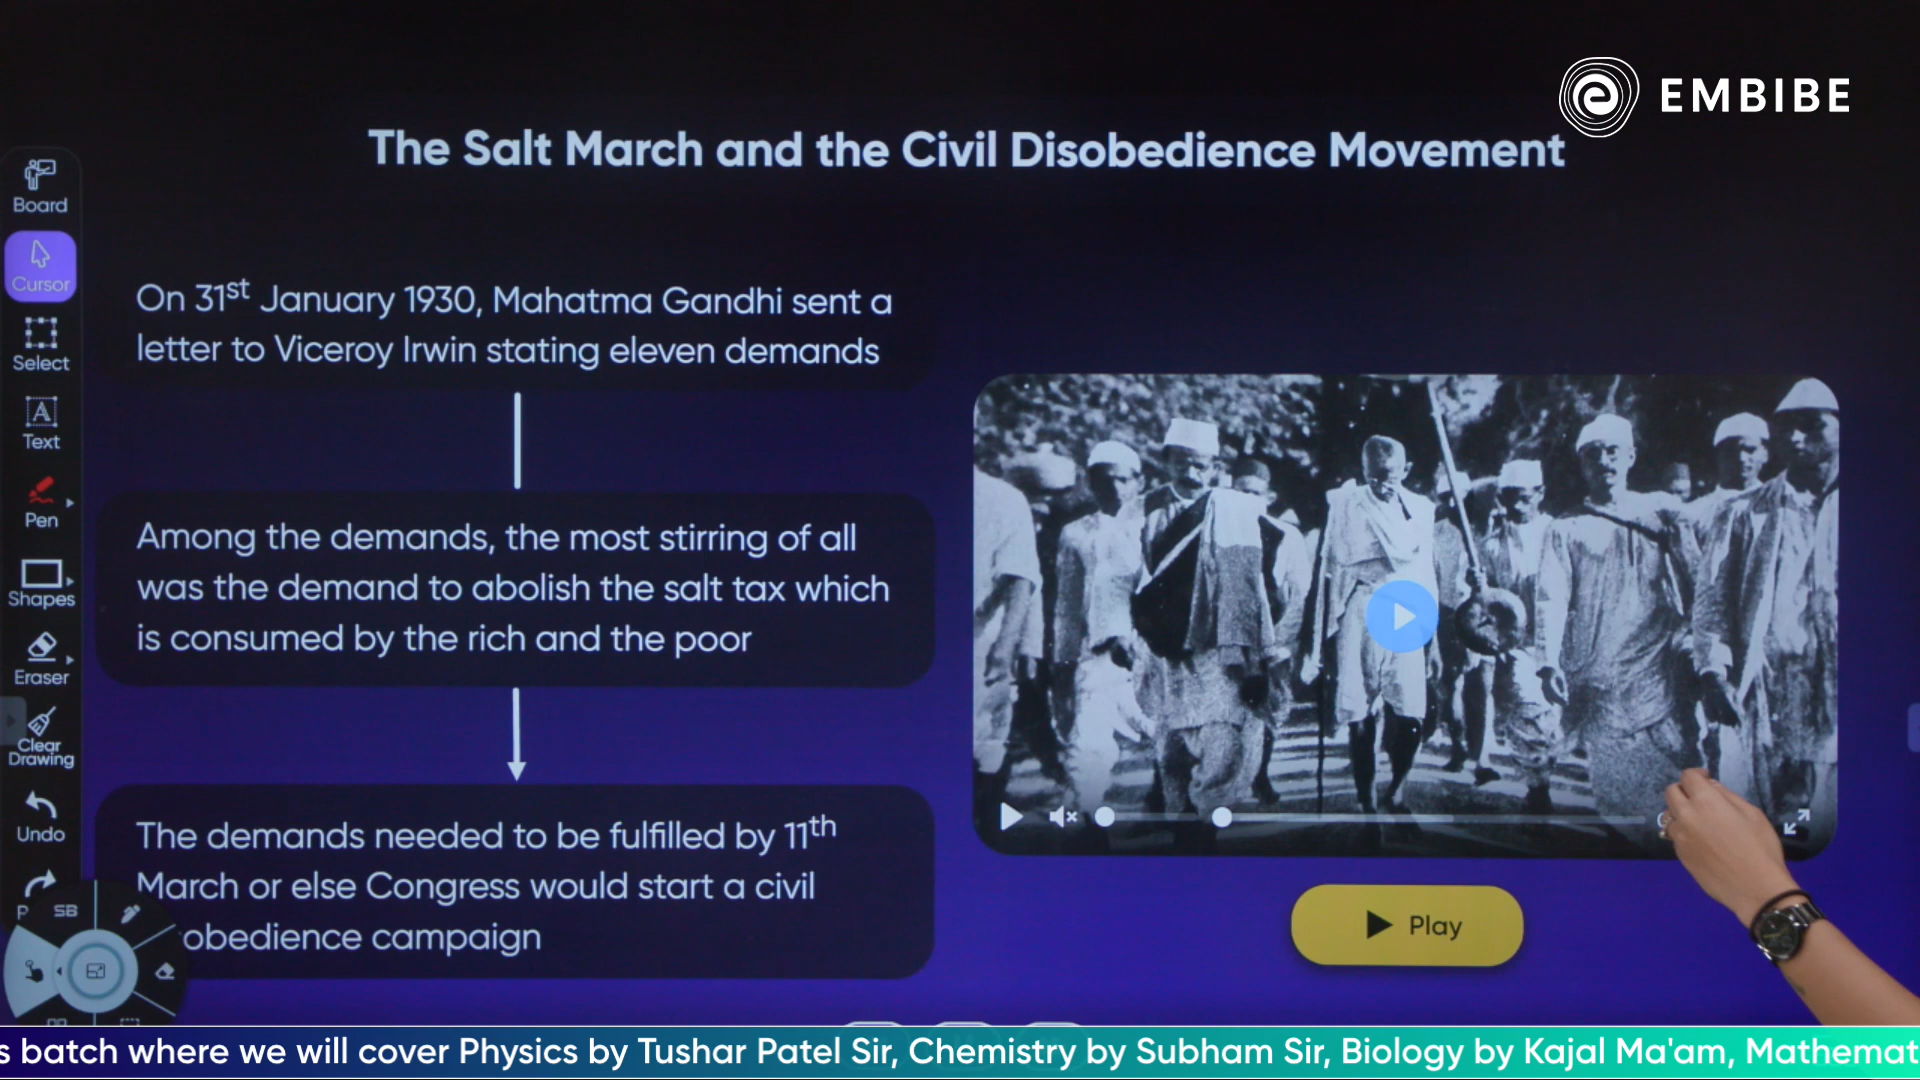 EMBIBE
The Salt March and the Civil Disobedience Movement
Board
Cursor
Select
Text
Pen
Shapes
Eraser
Clear
Drawing
Undo
SB
On 31st January 1930, Mahatma Gandhi sent a
letter to Viceroy Irwin stating eleven demands
Among the demands, the most stirring of all
was the demand to abolish the salt tax which
is consumed by the rich and the poor
The demands needed to be fulfilled by 11th
March or else Congress would start a civil
obedience campaign
Play
s batch where we will cover Physics by Tushar Patel Sir, Chemistry by Subham Sir, Biology by Kajal Ma'am, Mathemat